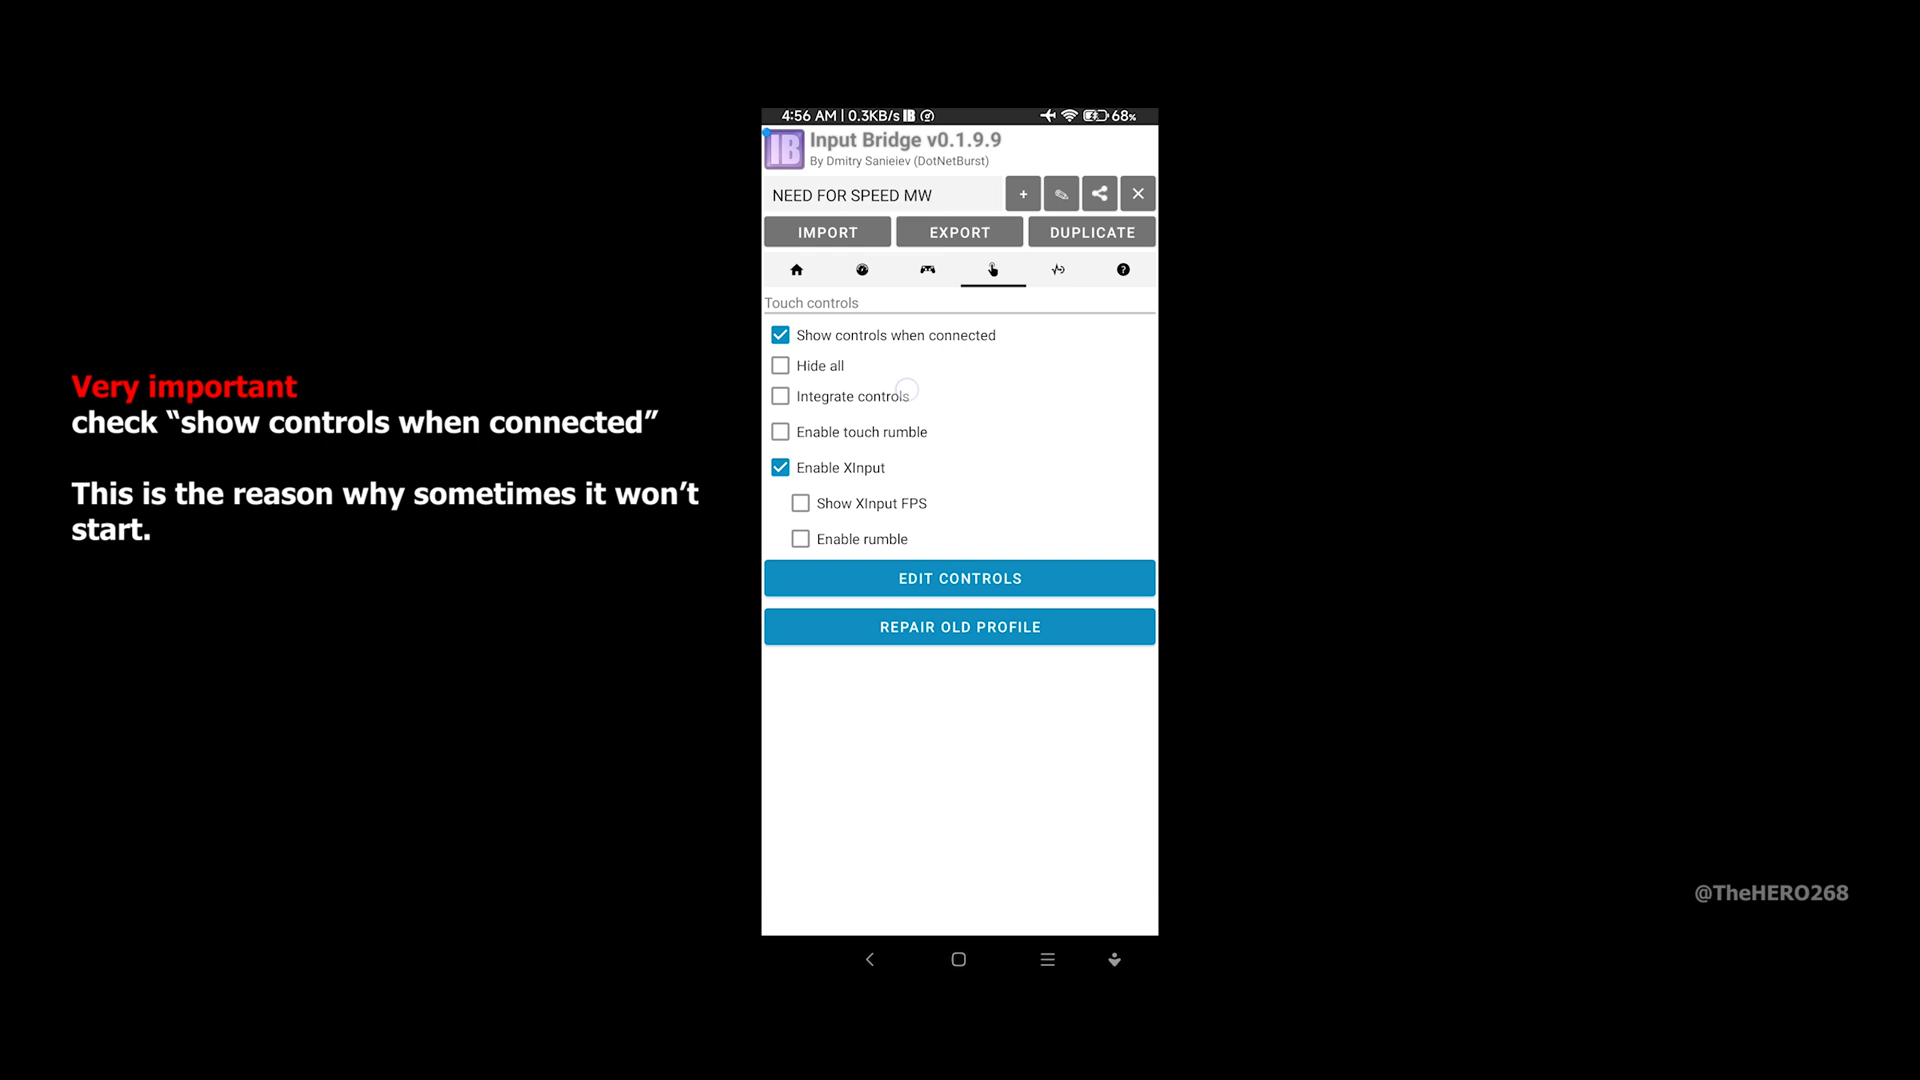 4:56 AM | 0.3KB/s IB
68%
IB
Input Bridge v0.1.9.9
By Dmitry Sanieiev (DotNetBurst)
NEED FOR SPEED MW
+
IMPORT
EXPORT
DUPLICATE
Touch controls
Show controls when connected
Hide all
Integrate controls
Enable touch rumble
Enable XInput
Show XInput FPS
Enable rumble
EDIT CONTROLS
REPAIR OLD PROFILE
Very important
check “show controls when connected”
This is the reason why sometimes it won’t
start.
@TheHERO268